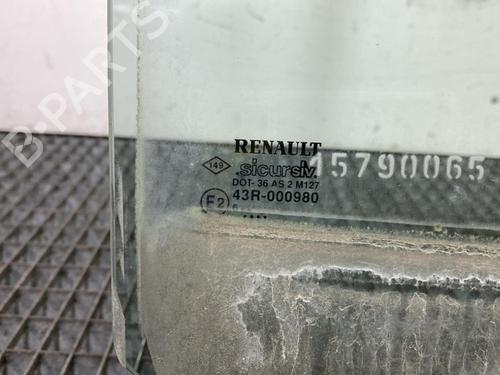 B-PARTS
RENAULT
149 sicursiv.
DOT- 36 AS 2 M127
E2 43R-000980
15790065